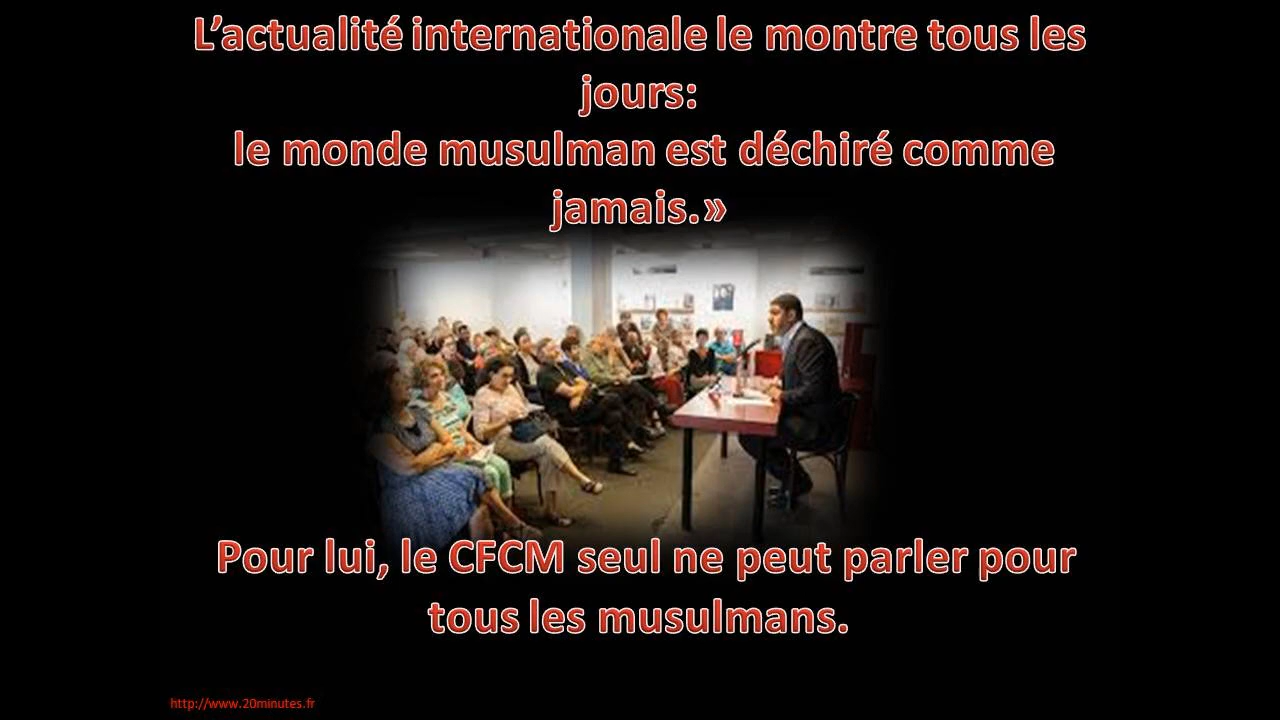 L’actualité internationale le montre tous les
jours:
le monde musulman est déchiré comme
jamais.»
Pour lui, le CFCM seul ne peut parler pour
tous les musulmans.
http://www.20minutes.fr